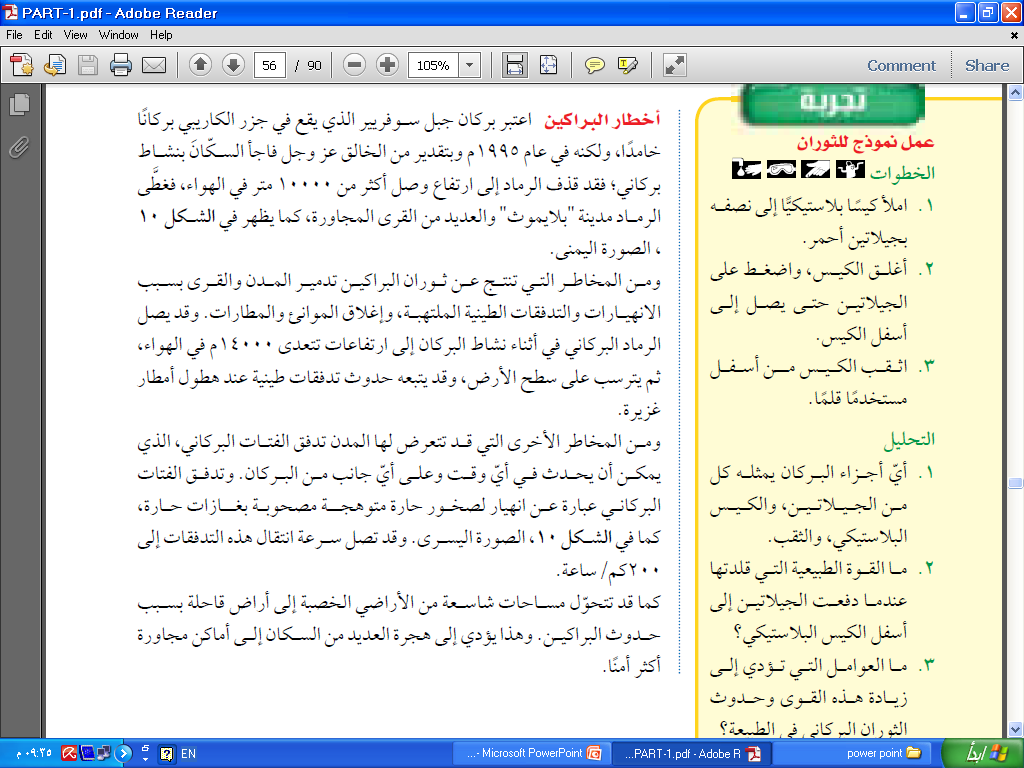 PART-1.pdf - Adobe Reader
File Edit View Window Help
56 / 90 105% Comment Share
تجربة
عمل نموذج للثوران
الخطوات
١. املأ كيسًا بلاستيكيًّا إلى نصفه
بجيلاتين أحمر.
٢. أغلق الكيس، واضغط على
الجيلاتين حتى يصل إلى
أسفل الكيس.
٣. اثقب الكيس من أسفل
مستخدمًا قلمًا.
التحليل
١. أيّ أجزاء البركان يمثله كل
من الجيلاتين، والكيس
البلاستيكي، والثقب.
٢. ما القوة الطبيعية التي قلدتها
عندما دفعت الجيلاتين إلى
أسفل الكيس البلاستيكي؟
٣. ما العوامل التي تؤدي إلى
زيادة هذه القوى وحدوث
الثوران البركاني في الطبيعة؟
أخطار البراكين اعتبر بركان جبل سوفريير الذي يقع في جزر الكاريبي بركانًا
خامدًا، ولكنه في عام ١٩٩٥م وبتقدير من الخالق عز وجل فاجأ السكّانَ بنشاط
بركاني؛ فقد قذف الرماد إلى ارتفاع وصل أكثر من ١٠٠٠٠ متر في الهواء، فغطَّى
الرماد مدينة "بلايموث" والعديد من القرى المجاورة، كما يظهر في الشكل ١٠
، الصورة اليمنى.
ومن المخاطر التي تنتج عن ثوران البراكين تدمير المدن والقرى بسبب
الانهيارات والتدفقات الطينية الملتهبة، وإغلاق الموانئ والمطارات. وقد يصل
الرماد البركاني في أثناء نشاط البركان إلى ارتفاعات تتعدى ١٤٠٠٠م في الهواء،
ثم يترسب على سطح الأرض، وقد يتبعه حدوث تدفقات طينية عند هطول أمطار
غزيرة.
ومن المخاطر الأخرى التي قد تتعرض لها المدن تدفق الفتات البركاني، الذي
يمكن أن يحدث في أيّ وقت وعلى أيّ جانب من البركان. وتدفق الفتات
البركاني عبارة عن انهيار لصخور حارة متوهجة مصحوبة بغازات حارة،
كما في الشكل ١٠، الصورة اليسرى. وقد تصل سرعة انتقال هذه التدفقات إلى
٢٠٠كم/ ساعة.
كما قد تتحوّل مساحات شاسعة من الأراضي الخصبة إلى أراض قاحلة بسبب
حدوث البراكين. وهذا يؤدي إلى هجرة العديد من السكان إلى أماكن مجاورة
أكثر أمنًا.
ابدأ power point PART-1.pdf - Adobe R... Microsoft PowerPoint -... EN ٠٩:٣٥ م